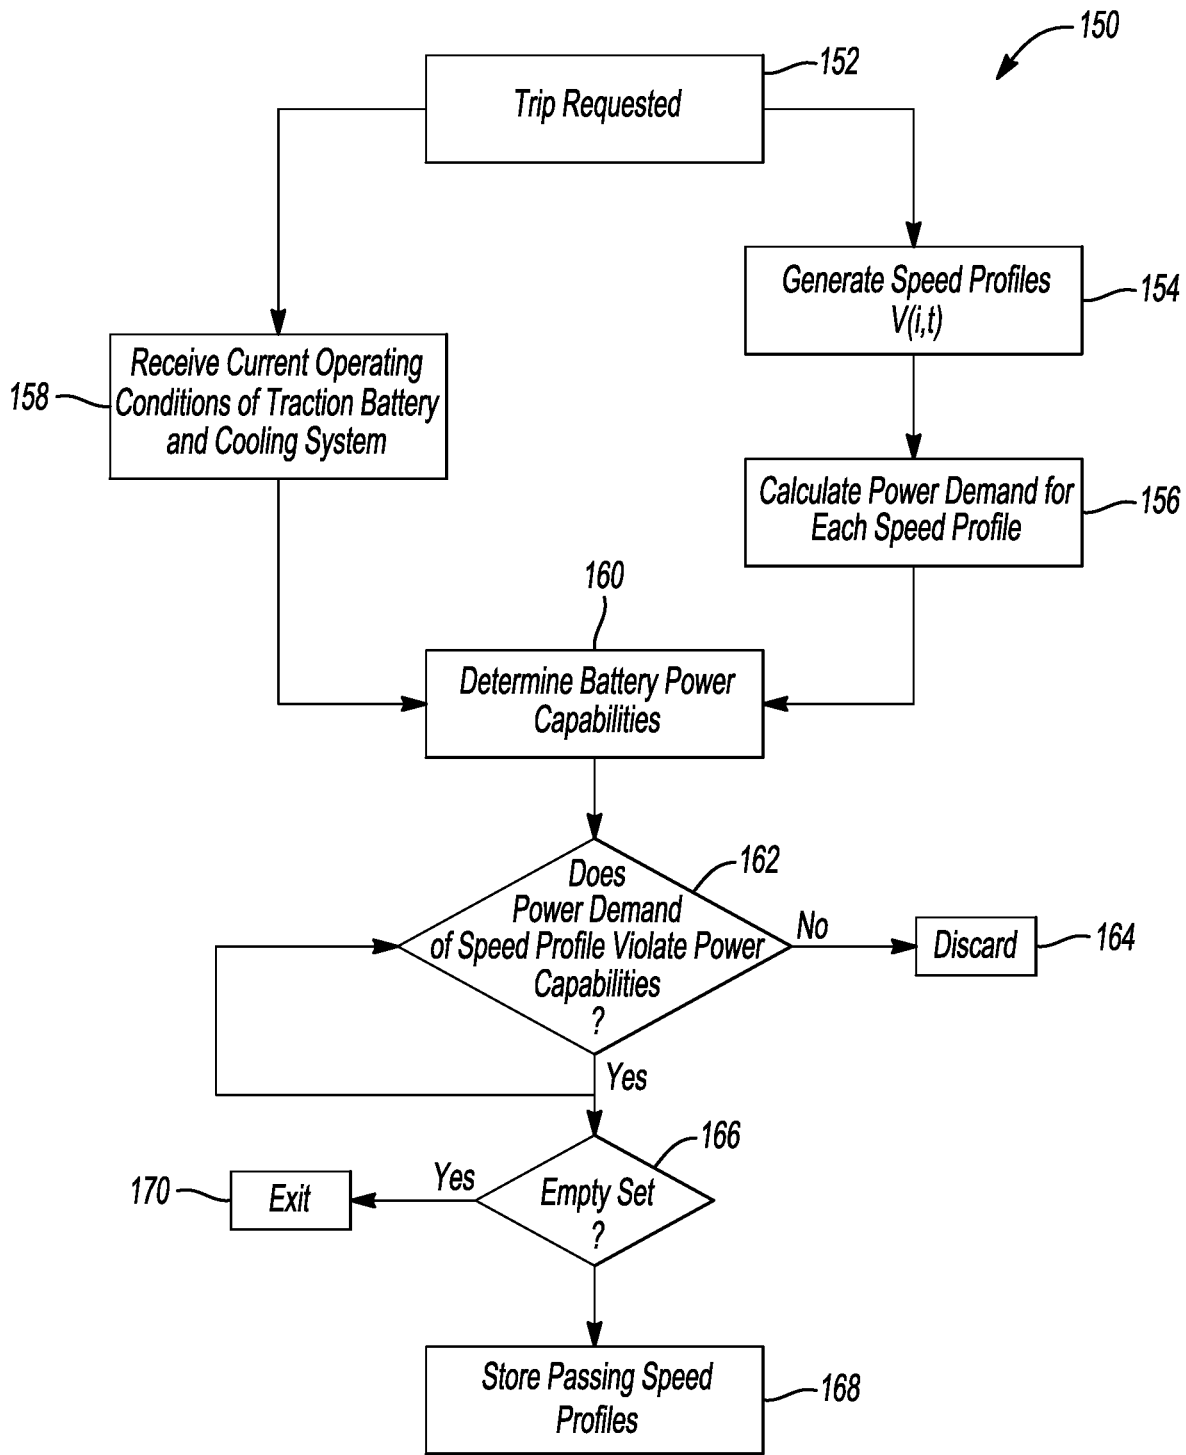 150
152
Trip Requested
Generate Speed Profiles
V(i,t)
154
Receive Current Operating
Conditions of Traction Battery
and Cooling System
158
Calculate Power Demand for
Each Speed Profile
156
160
Determine Battery Power
Capabilities
162
Does
Power Demand
of Speed Profile Violate Power
Capabilities
?
No
Discard
164
Yes
166
Empty Set
?
Yes
Exit
170
Store Passing Speed
Profiles
168